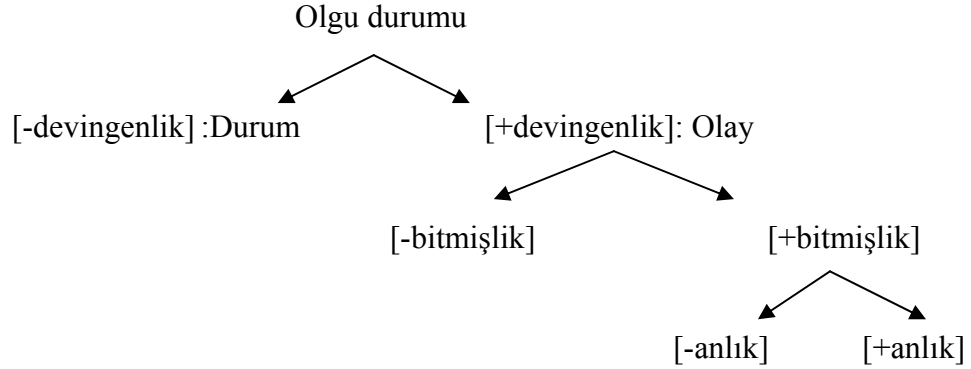 Olgu durumu
[-devingenlik] :Durum [+devingenlik]: Olay
[-bitmişlik] [+bitmişlik]
[-anlık] [+anlık]